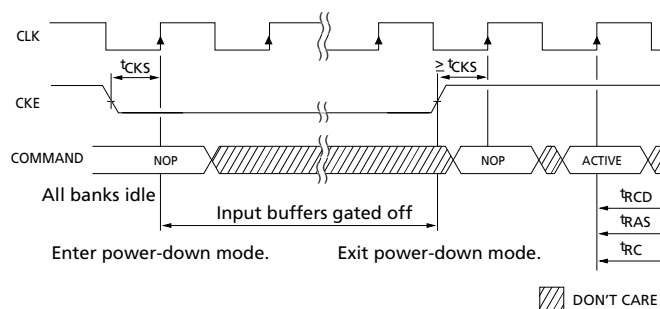 CLK
tCKS
≥ tCKS
CKE
COMMAND
NOP
NOP
ACTIVE
All banks idle
Input buffers gated off
tRCD
tRAS
tRC
Enter power-down mode.
Exit power-down mode.
DON'T CARE